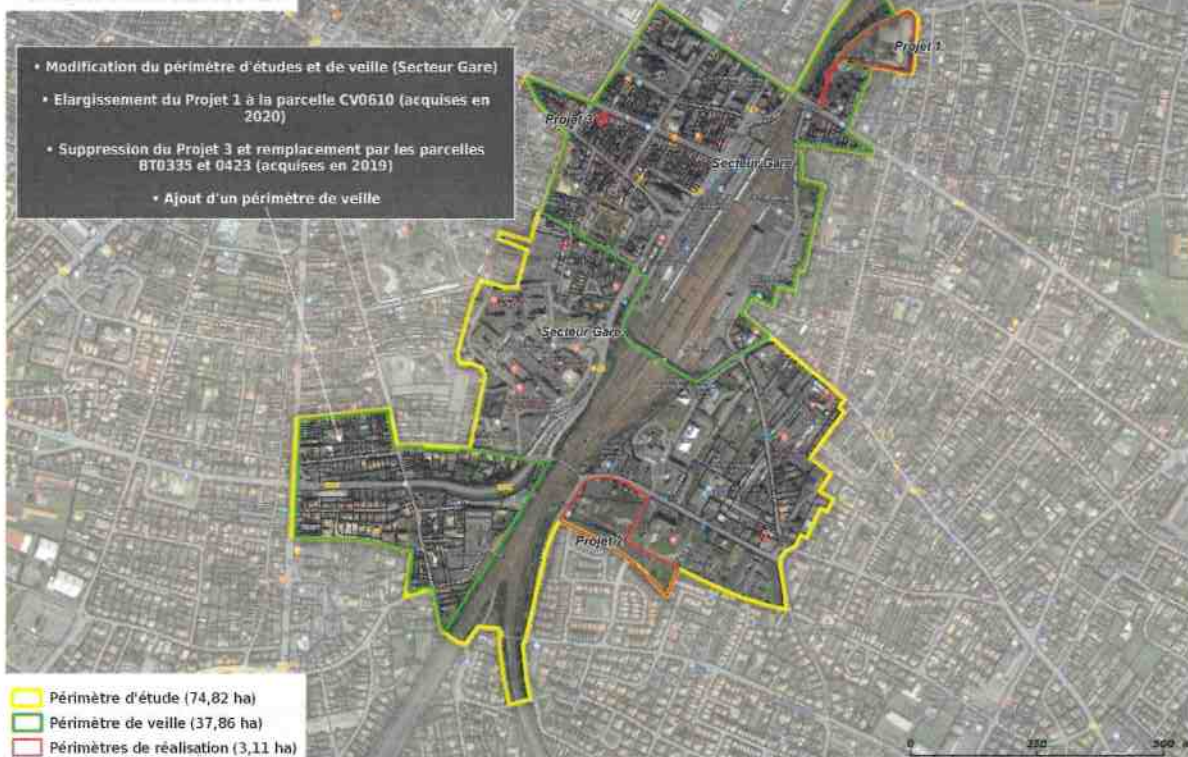 • Modification du périmètre d'études et de veille (Secteur Gare)
• Elargissement du Projet 1 à la parcelle CV0610 (acquises en
2020)
• Suppression du Projet 3 et remplacement par les parcelles
BT0335 et 0423 (acquises en 2019)
• Ajout d'un périmètre de veille
Projet 1
Projet 3
Secteur Gare
Secteur Gare
Projet 2
Périmètre d'étude (74,82 ha)
Périmètre de veille (37,86 ha)
Périmètres de réalisation (3,11 ha)
0
250
500